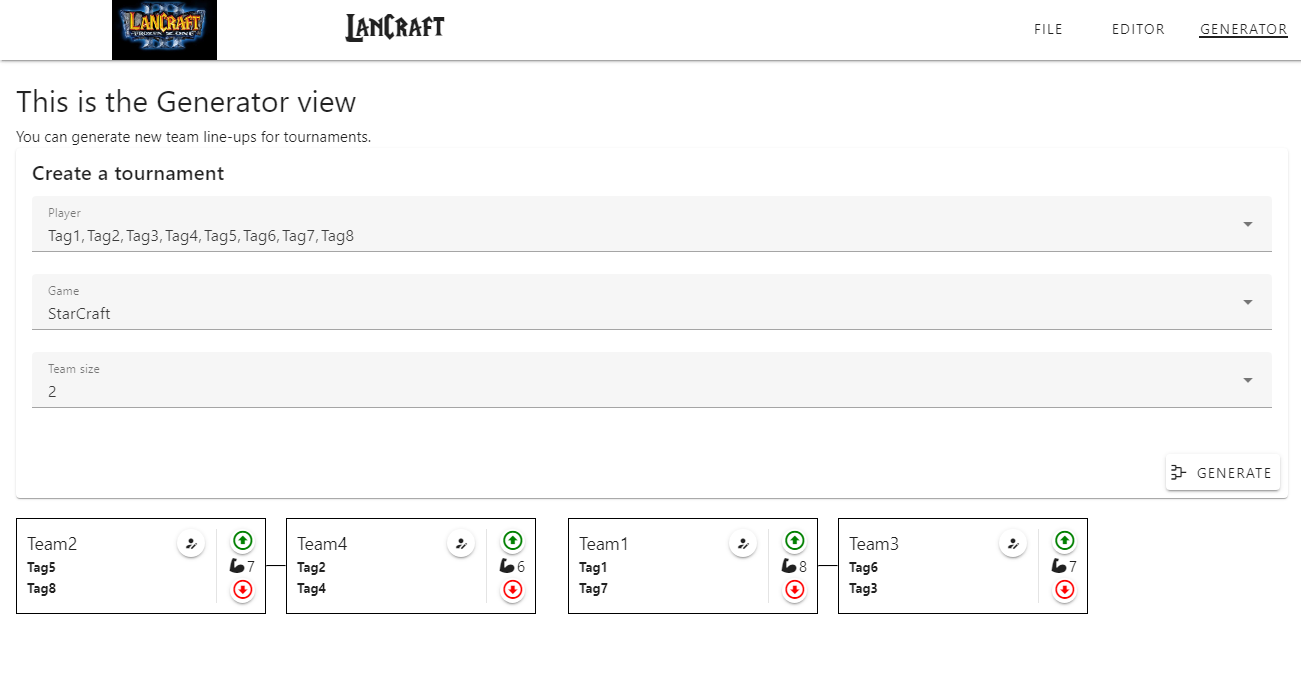 LANCRAFT
FROZEN ZONE
LANCRAFT
FILE EDITOR GENERATOR
This is the Generator view
You can generate new team line-ups for tournaments.
Create a tournament
Player
Tag1, Tag2, Tag3, Tag4, Tag5, Tag6, Tag7, Tag8
Game
StarCraft
Team size
2
GENERATE
Team2
Tag5
7
Tag8
Team4
Tag2
6
Tag4
Team1
Tag1
8
Tag7
Team3
Tag6
7
Tag3